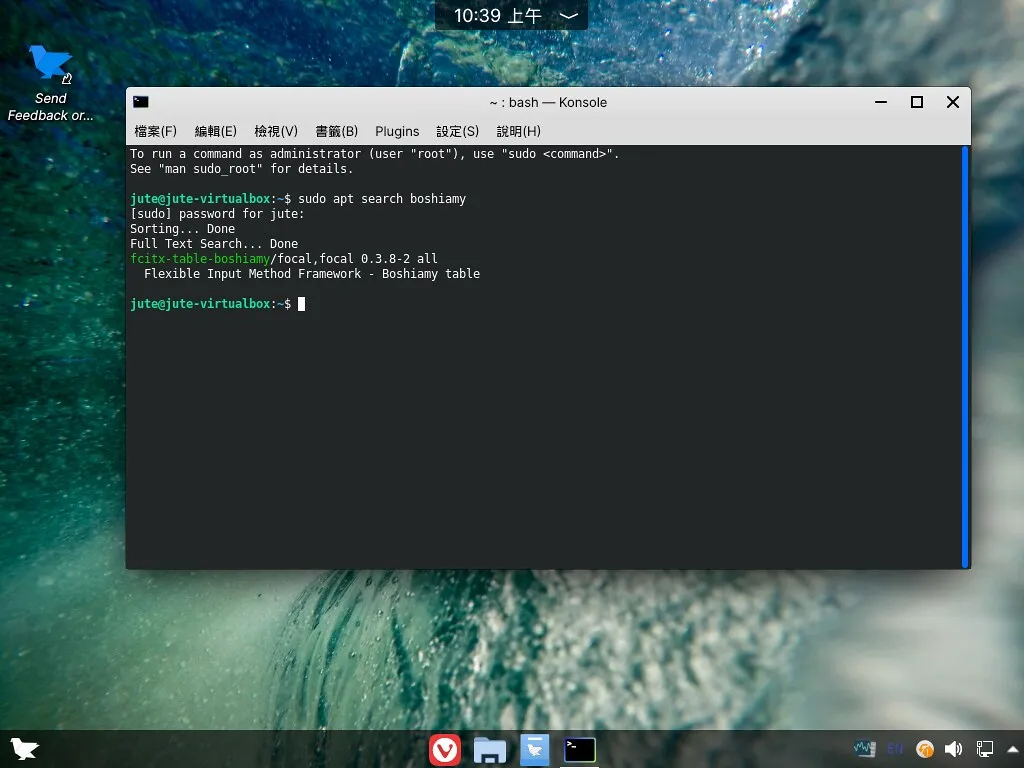 10:39 上午
Send
Feedback or...
~ : bash — Konsole
檔案(F) 編輯(E) 檢視(V) 書籤(B) Plugins 設定(S) 說明(H)
To run a command as administrator (user "root"), use "sudo <command>".
See "man sudo_root" for details.
jute@jute-virtualbox:~$ sudo apt search boshiamy
[sudo] password for jute:
Sorting... Done
Full Text Search... Done
fcitx-table-boshiamy/focal,focal 0.3.8-2 all
Flexible Input Method Framework - Boshiamy table
jute@jute-virtualbox:~$
EN